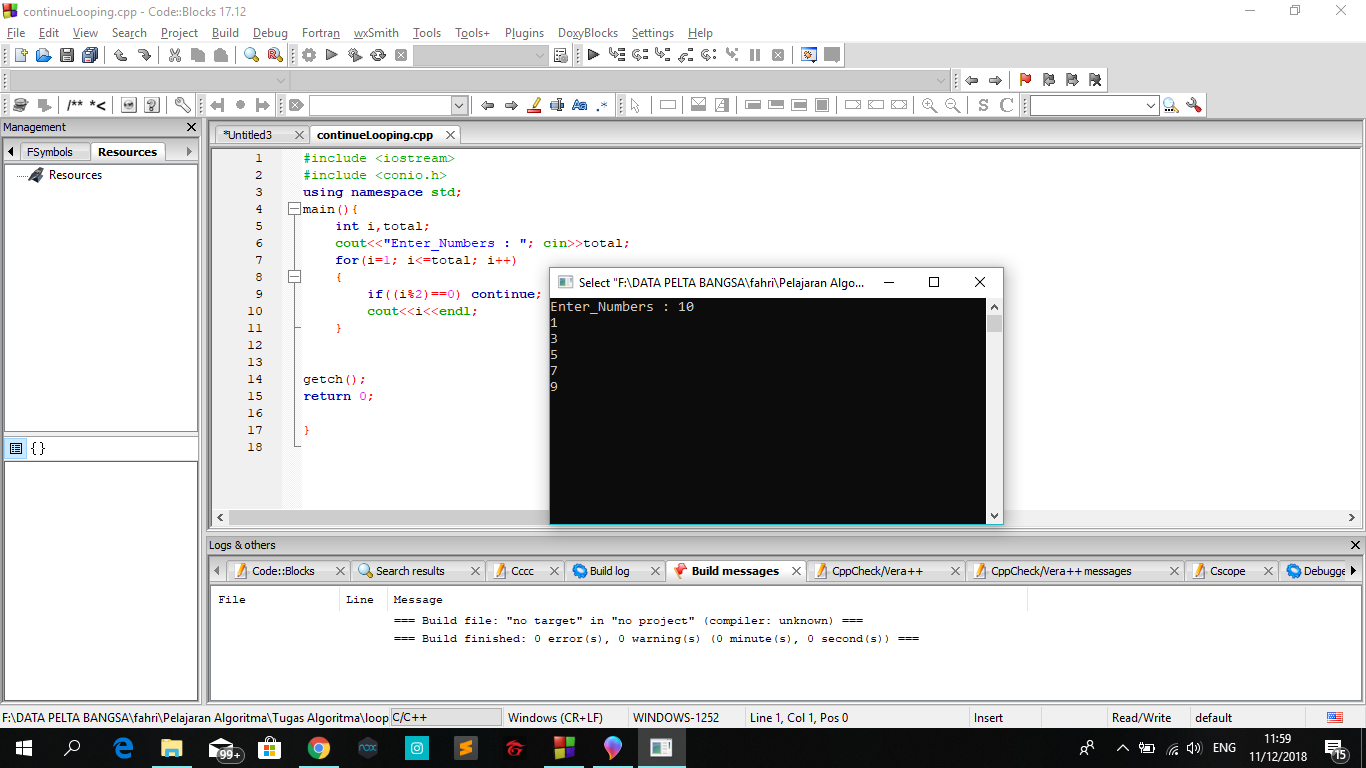 continueLooping.cpp - Code::Blocks 17.12
File Edit View Search Project Build Debug Fortran wxSmith Tools Tools+ Plugins DoxyBlocks Settings Help
/** *<
Aa .*
S C
Management
FSymbols Resources
Resources
{}
*Untitled3 continueLooping.cpp
1 #include <iostream>
2 #include <conio.h>
3 using namespace std;
4 main(){
5 int i,total;
6 cout<<"Enter_Numbers : "; cin>>total;
7 for(i=1; i<=total; i++)
8 {
9 if((i%2)==0) continue;
10 cout<<i<<endl;
11 }
12
13
14 getch();
15 return 0;
16
17 }
18
Select "F:\DATA PELTA BANGSA\fahri\Pelajaran Algo...
Enter_Numbers : 10
1
3
5
7
9
Logs & others
Code::Blocks Search results Cccc Build log Build messages CppCheck/Vera++ CppCheck/Vera++ messages Cscope Debugge
File Line Message
=== Build file: "no target" in "no project" (compiler: unknown) ===
=== Build finished: 0 error(s), 0 warning(s) (0 minute(s), 0 second(s)) ===
F:\DATA PELTA BANGSA\fahri\Pelajaran Algoritma\Tugas Algoritma\loop C/C++ Windows (CR+LF) WINDOWS-1252 Line 1, Col 1, Pos 0 Insert Read/Write default
99+ nox ENG 11:59
11/12/2018 15